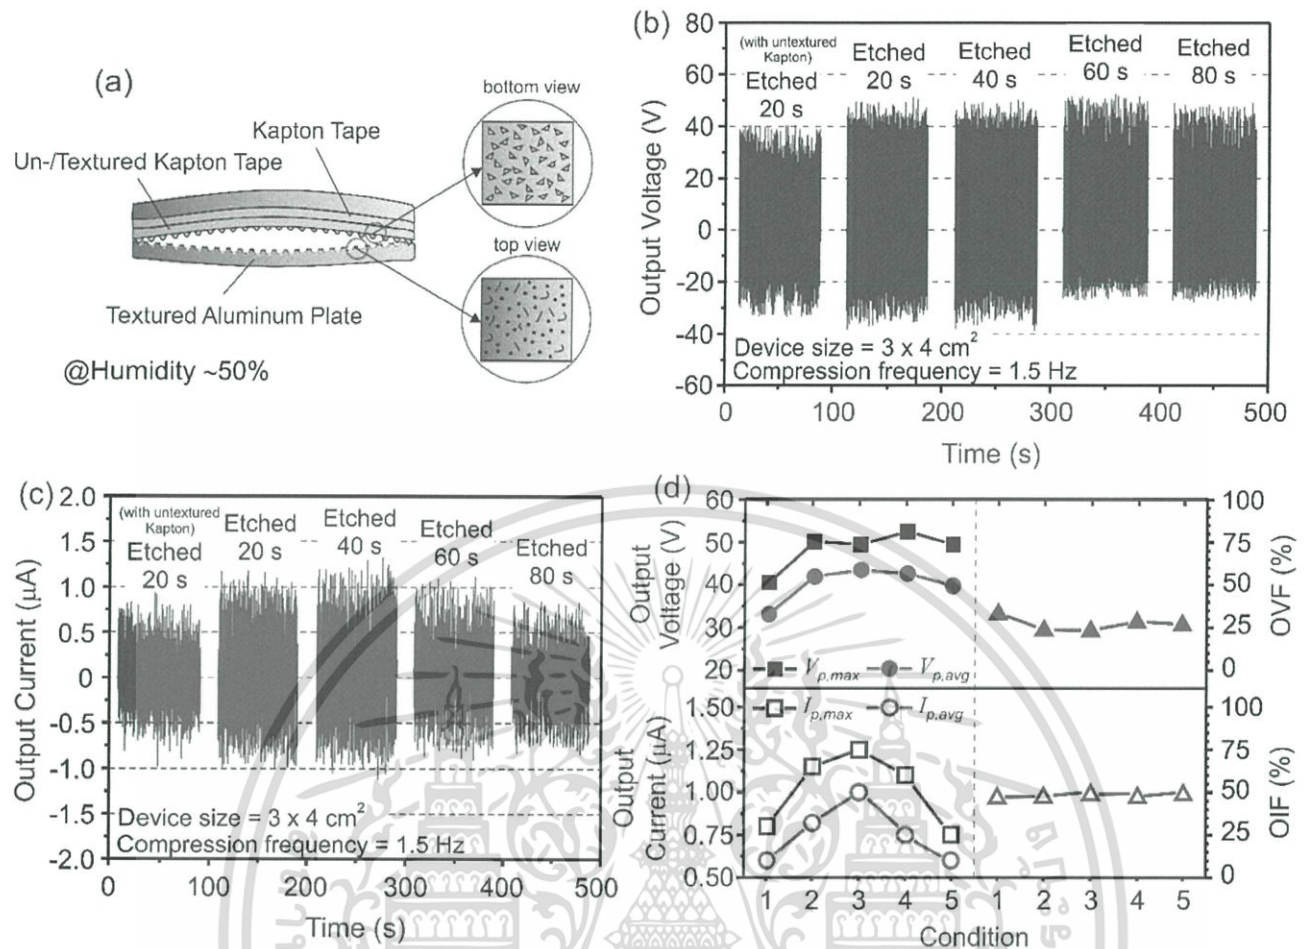 (a)
bottom view
Kapton Tape
Un-/Textured Kapton Tape
top view
Textured Aluminum Plate
@Humidity ~50%
(b)
Output Voltage (V)
80
60
40
20
0
-20
-40
-60
(with untextured
Kapton)
Etched
20 s
Etched
20 s
Etched
40 s
Etched
60 s
Etched
80 s
Device size = 3 x 4 cm²
Compression frequency = 1.5 Hz
0 100 200 300 400 500
Time (s)
(c)
Output Current (µA)
2.0
1.5
1.0
0.5
0
-0.5
-1.0
-1.5
-2.0
(with untextured
Kapton)
Etched
20 s
Etched
20 s
Etched
40 s
Etched
60 s
Etched
80 s
Device size = 3 x 4 cm²
Compression frequency = 1.5 Hz
0 100 200 300 400 500
Time (s)
(d)
Output
Voltage (V)
60
50
40
30
20
Vp,max Vp,avg
100
75
50
25
0
OVF (%)
Output
Current (µA)
1.50
1.25
1.00
0.75
0.50
Ip,max Ip,avg
100
75
50
25
0
OIF (%)
1 2 3 4 5 1 2 3 4 5
Condition